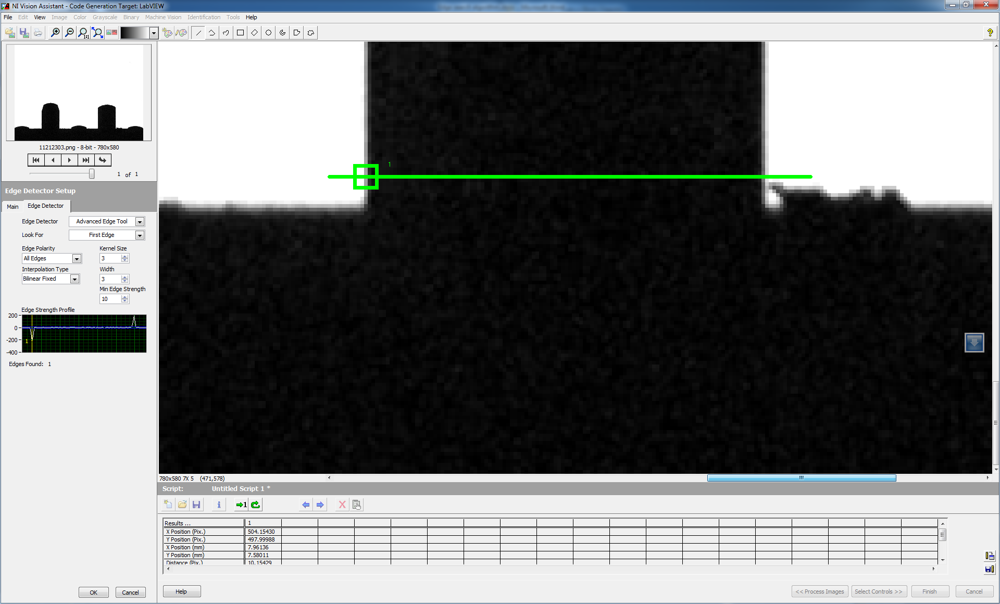 NI Vision Assistant - Code Generation Target: LabVIEW
File Edit View Image Color Grayscale Binary Machine Vision Identification Tools Help
1:1
?
11212303.png - 8-bit - 780x580
1 of 1
Edge Detector Setup
Main Edge Detector
Edge Detector Advanced Edge Tool
Look For First Edge
Edge Polarity Kernel Size
All Edges 3
Interpolation Type Width
Bilinear Fixed 3
Min Edge Strength
10
Edge Strength Profile
200
0
-200
-400
1
Edges Found: 1
OK Cancel
1
780x580 7X 5 (471,578)
Script: Untitled Script 1 *
1
Results ... 1
X Position (Pix.) 504.15430
Y Position (Pix.) 497.99988
X Position (mm) 7.96136
Y Position (mm) 7.58011
Distance (Pix.) 10.15429
Help << Process Images Select Controls >> Finish Cancel